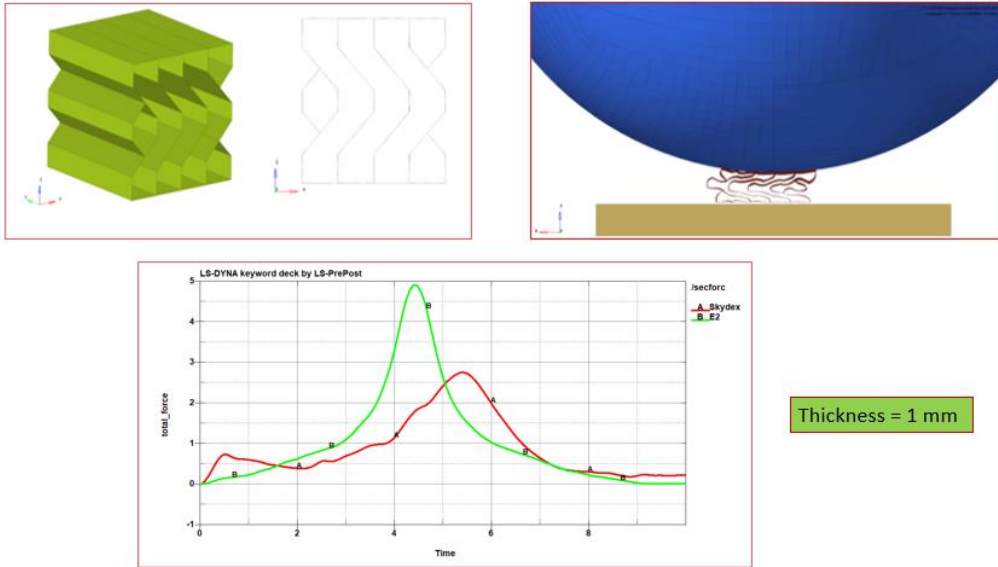 LS-DYNA keyword deck by LS-PrePost
/secforc
A Skydex
B E2
5
4
3
2
1
0
-1
total_force
0
2
4
6
8
Time
A
A
A
A
B
B
B
B
B
Thickness = 1 mm